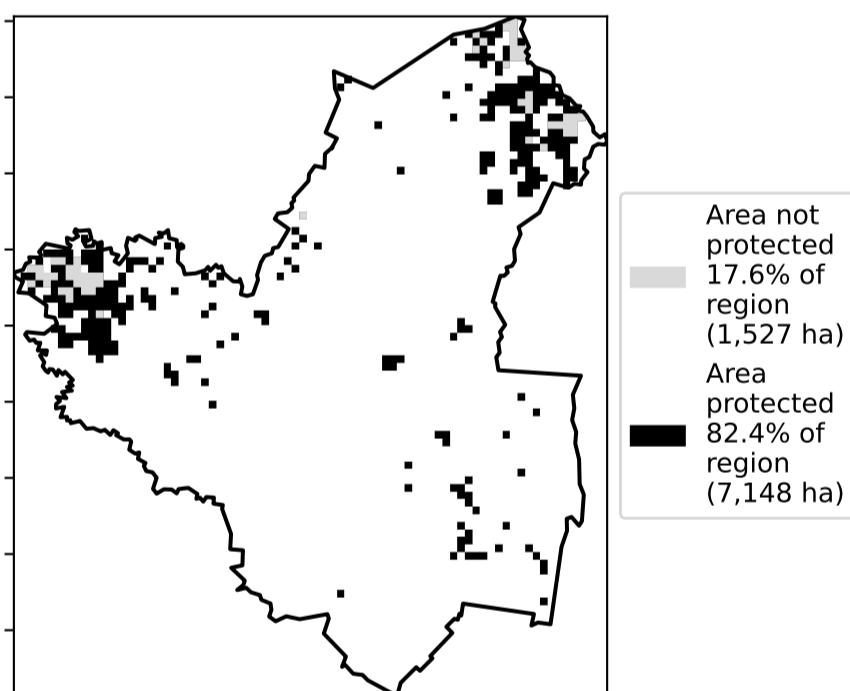 Area not
protected
17.6% of
region
(1,527 ha)
Area
protected
82.4% of
region
(7,148 ha)